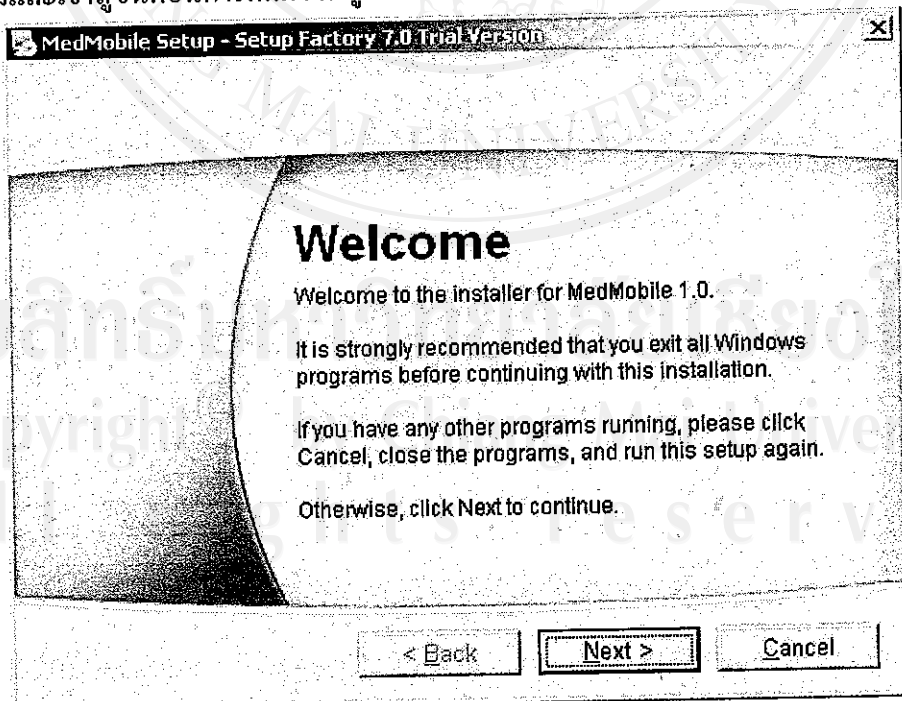 MedMobile Setup - Setup Factory 7.0 Trial Version
MAI UNIVERSIT
Welcome
Welcome to the installer for MedMobile 1.0.
It is strongly recommended that you exit all Windows
programs before continuing with this installation.
If you have any other programs running, please click
Cancel, close the programs, and run this setup again.
Otherwise, click Next to continue.
< Back
Next >
Cancel